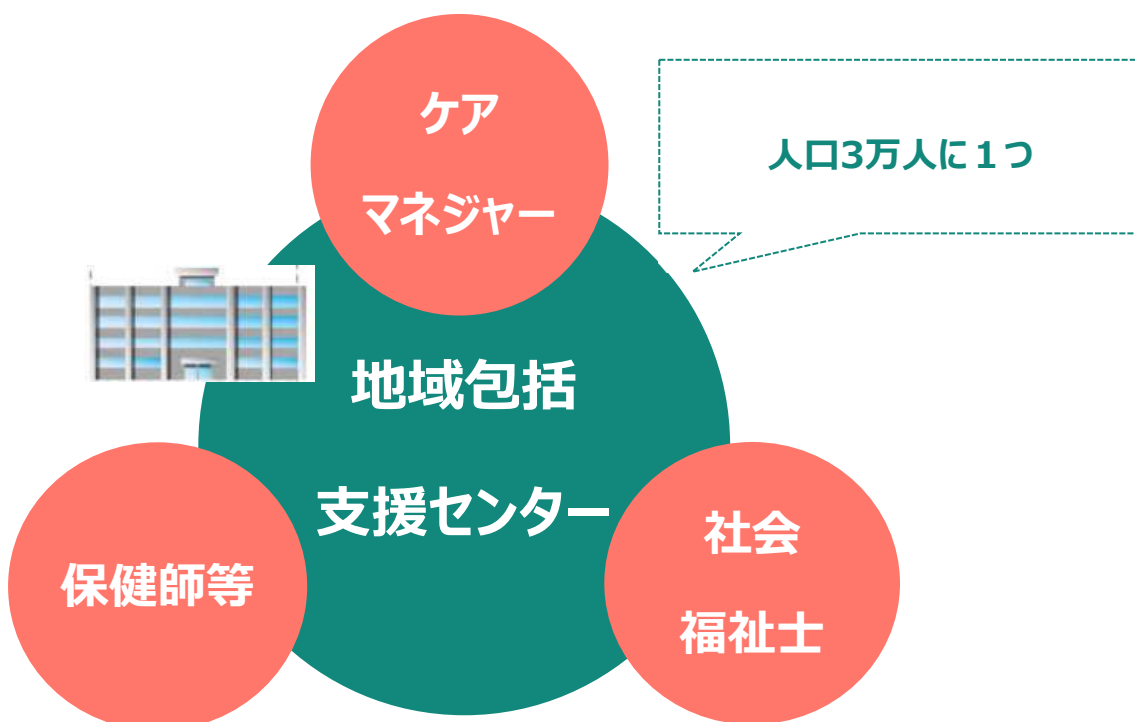 ケア
マネジャー
人口3万人に１つ
地域包括
支援センター
保健師等
社会
福祉士